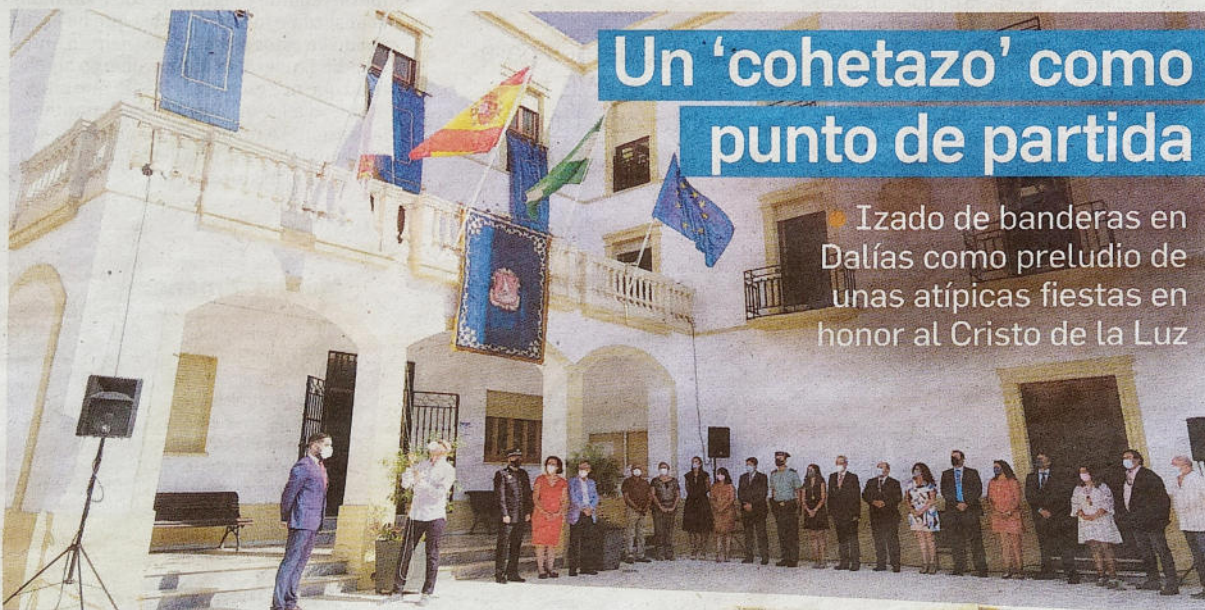 Un ‘cohetazo’ como
punto de partida
Izado de banderas en
Dalías como preludio de
unas atípicas fiestas en
honor al Cristo de la Luz